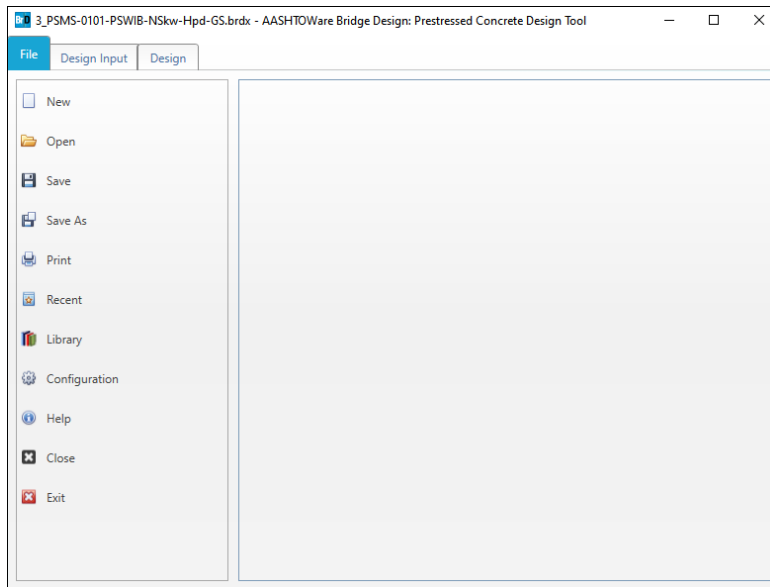 BrD 3_PSMS-0101-PSWIB-NSkw-Hpd-GS.brdx - AASHTOWare Bridge Design: Prestressed Concrete Design Tool
File Design Input Design
New
Open
Save
Save As
Print
Recent
Library
Configuration
Help
Close
Exit